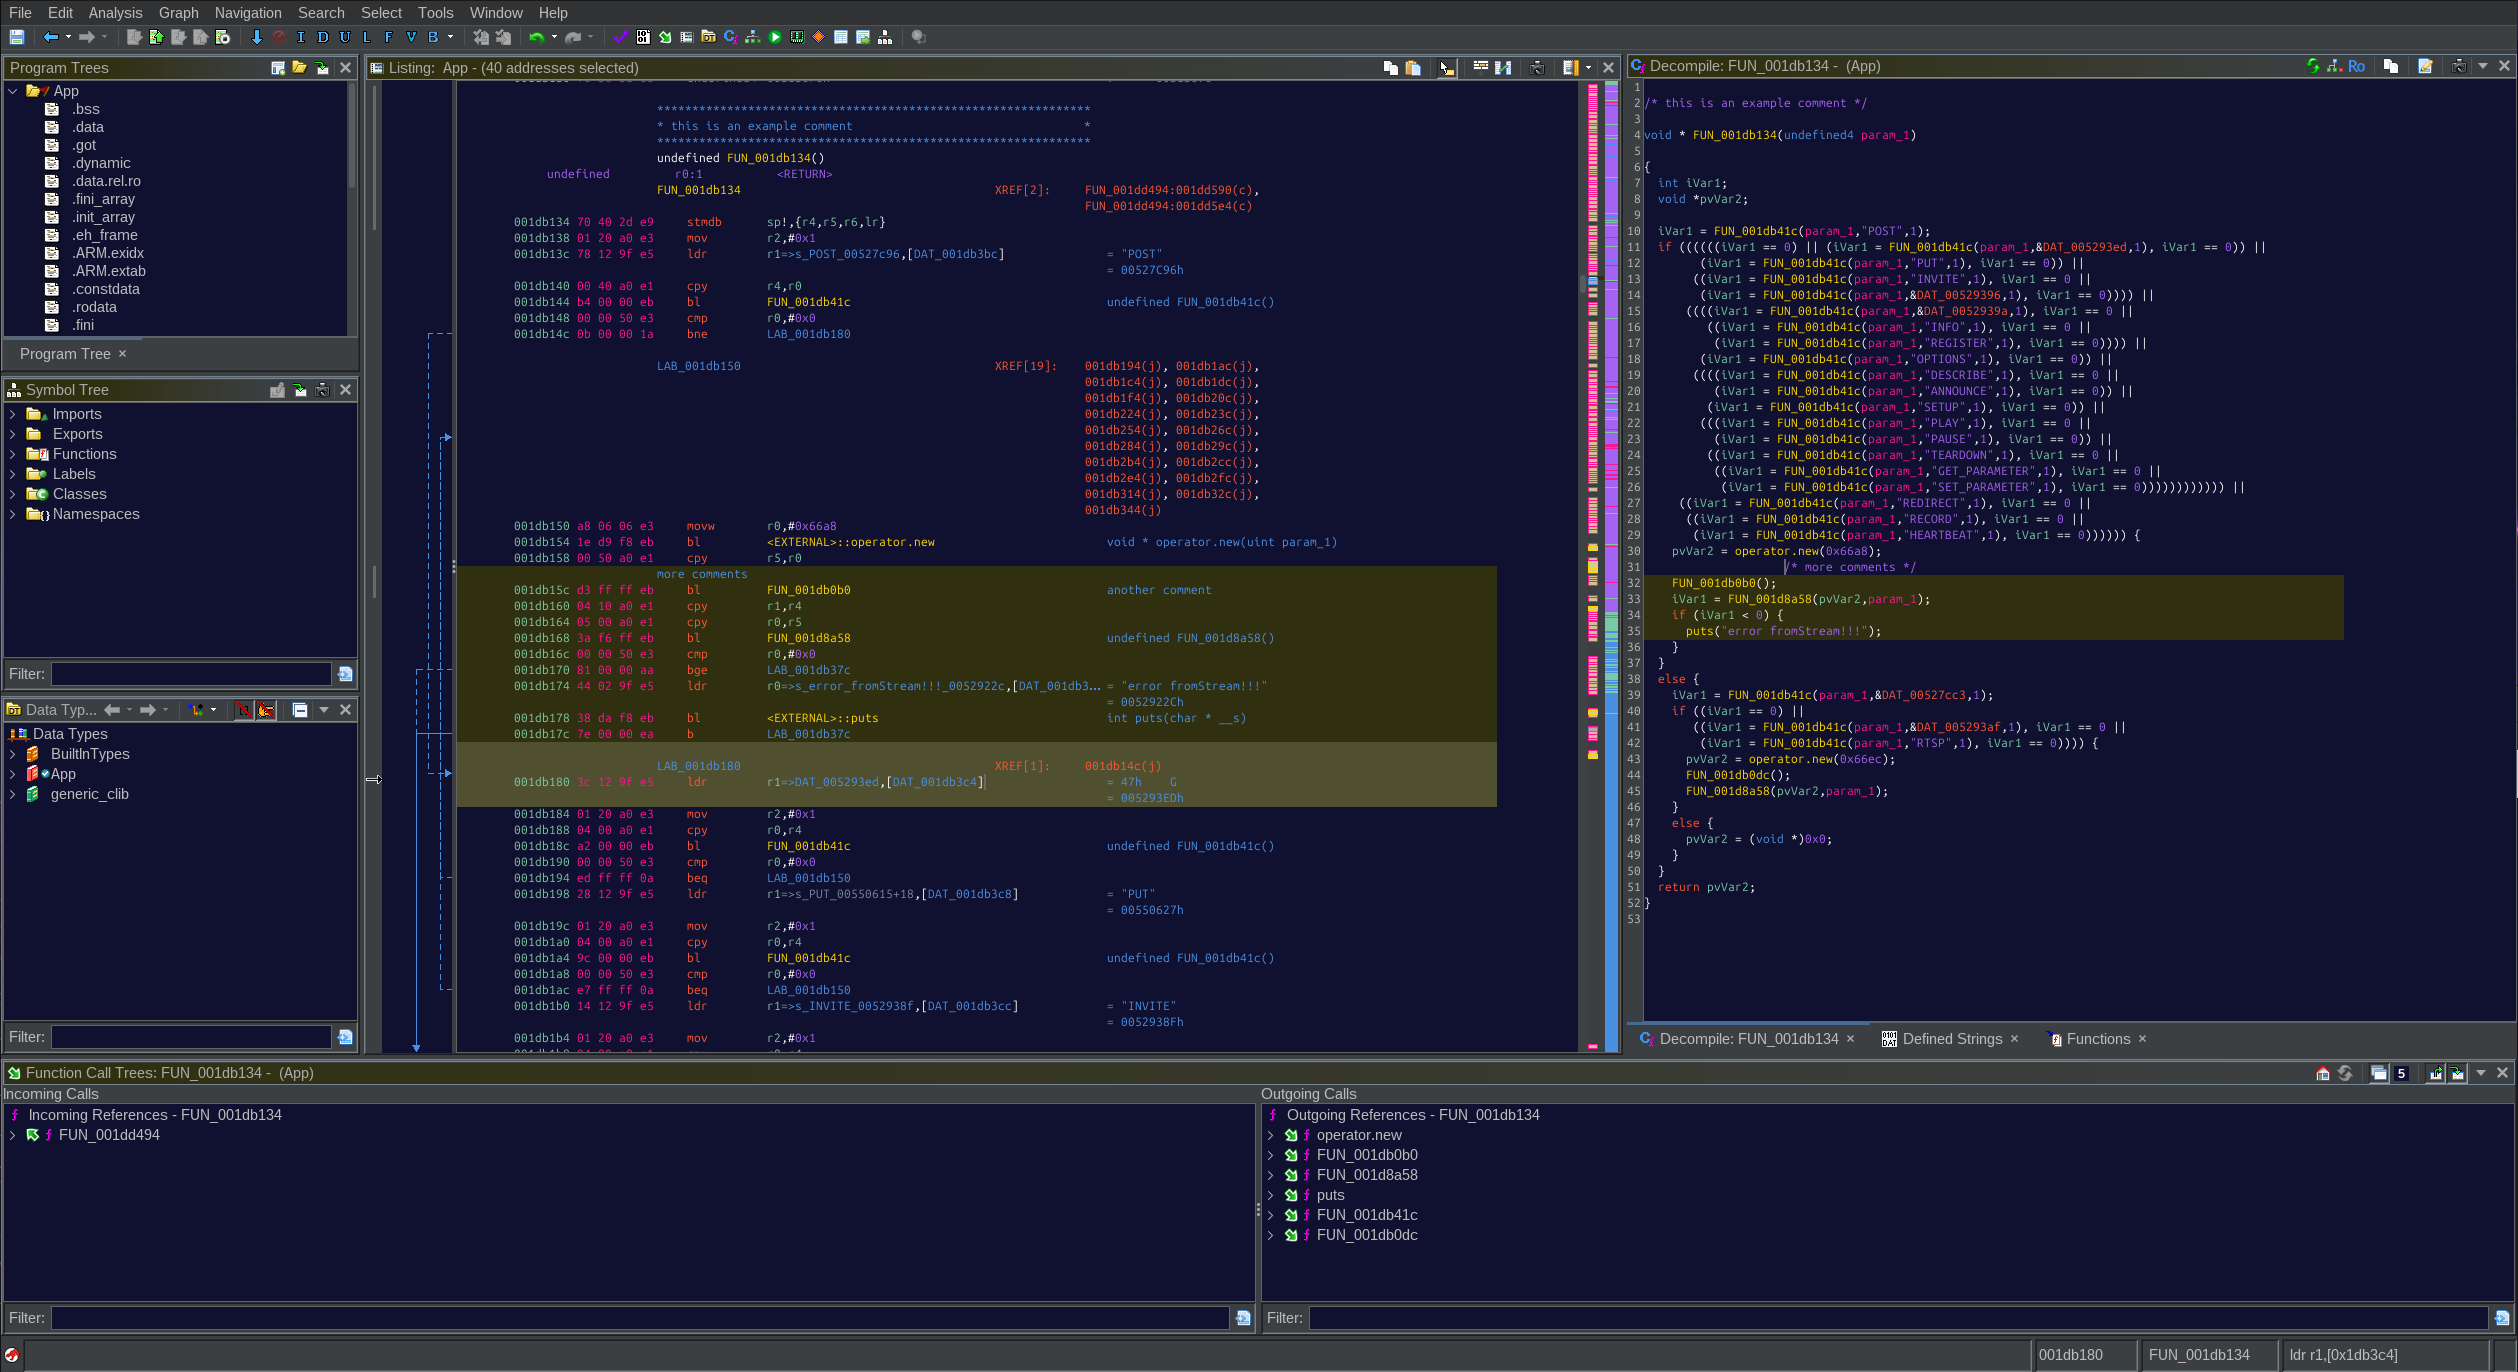 File Edit Analysis Graph Navigation Search Select Tools Window Help
I D U L F V B
Program Trees
App
.bss
.data
.got
.dynamic
.data.rel.ro
.fini_array
.init_array
.eh_frame
.ARM.exidx
.ARM.extab
.constdata
.rodata
.fini
Program Tree ×
Symbol Tree
Imports
Exports
Functions
Labels
Classes
Namespaces
Filter:
Data Typ...
Data Types
BuiltInTypes
App
generic_clib
Filter:
Listing: App - (40 addresses selected)
**************************************************************
* this is an example comment *
**************************************************************
undefined FUN_001db134()
undefined r0:1 <RETURN>
FUN_001db134 XREF[2]: FUN_001dd494:001dd590(c),
FUN_001dd494:001dd5e4(c)
001db134 70 40 2d e9 stmdb sp!,{r4,r5,r6,lr}
001db138 01 20 a0 e3 mov r2,#0x1
001db13c 78 12 9f e5 ldr r1=>s_POST_00527c96,[DAT_001db3bc] = "POST"
= 00527C96h
001db140 00 40 a0 e1 cpy r4,r0
001db144 b4 00 00 eb bl FUN_001db41c undefined FUN_001db41c()
001db148 00 00 50 e3 cmp r0,#0x0
001db14c 0b 00 00 1a bne LAB_001db180
LAB_001db150 XREF[19]: 001db194(j), 001db1ac(j),
001db1c4(j), 001db1dc(j),
001db1f4(j), 001db20c(j),
001db224(j), 001db23c(j),
001db254(j), 001db26c(j),
001db284(j), 001db29c(j),
001db2b4(j), 001db2cc(j),
001db2e4(j), 001db2fc(j),
001db314(j), 001db32c(j),
001db344(j)
001db150 a8 06 06 e3 movw r0,#0x66a8
001db154 1e d9 f8 eb bl <EXTERNAL>::operator.new void * operator.new(uint param_1)
001db158 00 50 a0 e1 cpy r5,r0
more comments
001db15c d3 ff ff eb bl FUN_001db0b0 another comment
001db160 04 10 a0 e1 cpy r1,r4
001db164 05 00 a0 e1 cpy r0,r5
001db168 3a f6 ff eb bl FUN_001d8a58 undefined FUN_001d8a58()
001db16c 00 00 50 e3 cmp r0,#0x0
001db170 81 00 00 aa bge LAB_001db37c
001db174 44 02 9f e5 ldr r0=>s_error_fromStream!!!_0052922c,[DAT_001db3... = "error fromStream!!!"
= 0052922Ch
001db178 38 da f8 eb bl <EXTERNAL>::puts int puts(char * __s)
001db17c 7e 00 00 ea b LAB_001db37c
LAB_001db180 XREF[1]: 001db14c(j)
001db180 3c 12 9f e5 ldr r1=>DAT_005293ed,[DAT_001db3c4] = 47h G
= 005293EDh
001db184 01 20 a0 e3 mov r2,#0x1
001db188 04 00 a0 e1 cpy r0,r4
001db18c a2 00 00 eb bl FUN_001db41c undefined FUN_001db41c()
001db190 00 00 50 e3 cmp r0,#0x0
001db194 ed ff ff 0a beq LAB_001db150
001db198 28 12 9f e5 ldr r1=>s_PUT_00550615+18,[DAT_001db3c8] = "PUT"
= 00550627h
001db19c 01 20 a0 e3 mov r2,#0x1
001db1a0 04 00 a0 e1 cpy r0,r4
001db1a4 9c 00 00 eb bl FUN_001db41c undefined FUN_001db41c()
001db1a8 00 00 50 e3 cmp r0,#0x0
001db1ac e7 ff ff 0a beq LAB_001db150
001db1b0 14 12 9f e5 ldr r1=>s_INVITE_0052938f,[DAT_001db3cc] = "INVITE"
= 0052938Fh
001db1b4 01 20 a0 e3 mov r2,#0x1
Decompile: FUN_001db134 - (App)
Ro
1
2 /* this is an example comment */
3
4 void * FUN_001db134(undefined4 param_1)
5
6 {
7 int iVar1;
8 void *pvVar2;
9
10 iVar1 = FUN_001db41c(param_1,"POST",1);
11 if ((((((iVar1 == 0) || (iVar1 = FUN_001db41c(param_1,&DAT_005293ed,1), iVar1 == 0)) ||
12 (iVar1 = FUN_001db41c(param_1,"PUT",1), iVar1 == 0)) ||
13 ((iVar1 = FUN_001db41c(param_1,"INVITE",1), iVar1 == 0 ||
14 (iVar1 = FUN_001db41c(param_1,&DAT_00529396,1), iVar1 == 0)))) ||
15 ((((iVar1 = FUN_001db41c(param_1,&DAT_0052939a,1), iVar1 == 0 ||
16 ((iVar1 = FUN_001db41c(param_1,"INFO",1), iVar1 == 0 ||
17 (iVar1 = FUN_001db41c(param_1,"REGISTER",1), iVar1 == 0)))) ||
18 (iVar1 = FUN_001db41c(param_1,"OPTIONS",1), iVar1 == 0)) ||
19 ((((iVar1 = FUN_001db41c(param_1,"DESCRIBE",1), iVar1 == 0 ||
20 (iVar1 = FUN_001db41c(param_1,"ANNOUNCE",1), iVar1 == 0)) ||
21 (iVar1 = FUN_001db41c(param_1,"SETUP",1), iVar1 == 0)) ||
22 (((iVar1 = FUN_001db41c(param_1,"PLAY",1), iVar1 == 0 ||
23 (iVar1 = FUN_001db41c(param_1,"PAUSE",1), iVar1 == 0)) ||
24 ((iVar1 = FUN_001db41c(param_1,"TEARDOWN",1), iVar1 == 0 ||
25 ((iVar1 = FUN_001db41c(param_1,"GET_PARAMETER",1), iVar1 == 0 ||
26 (iVar1 = FUN_001db41c(param_1,"SET_PARAMETER",1), iVar1 == 0)))))))))))) ||
27 ((iVar1 = FUN_001db41c(param_1,"REDIRECT",1), iVar1 == 0 ||
28 ((iVar1 = FUN_001db41c(param_1,"RECORD",1), iVar1 == 0 ||
29 (iVar1 = FUN_001db41c(param_1,"HEARTBEAT",1), iVar1 == 0)))))) {
30 pvVar2 = operator.new(0x66a8);
31 /* more comments */
32 FUN_001db0b0();
33 iVar1 = FUN_001d8a58(pvVar2,param_1);
34 if (iVar1 < 0) {
35 puts("error fromStream!!!");
36 }
37 }
38 else {
39 iVar1 = FUN_001db41c(param_1,&DAT_00527cc3,1);
40 if ((iVar1 == 0) ||
41 ((iVar1 = FUN_001db41c(param_1,&DAT_005293af,1), iVar1 == 0 ||
42 (iVar1 = FUN_001db41c(param_1,"RTSP",1), iVar1 == 0)))) {
43 pvVar2 = operator.new(0x66ec);
44 FUN_001db0dc();
45 FUN_001d8a58(pvVar2,param_1);
46 }
47 else {
48 pvVar2 = (void *)0x0;
49 }
50 }
51 return pvVar2;
52 }
53
Decompile: FUN_001db134 × Defined Strings × Functions ×
Function Call Trees: FUN_001db134 - (App)
5
Incoming Calls
Incoming References - FUN_001db134
FUN_001dd494
Filter:
Outgoing Calls
Outgoing References - FUN_001db134
operator.new
FUN_001db0b0
FUN_001d8a58
puts
FUN_001db41c
FUN_001db0dc
Filter:
001db180 FUN_001db134 ldr r1,[0x1db3c4]